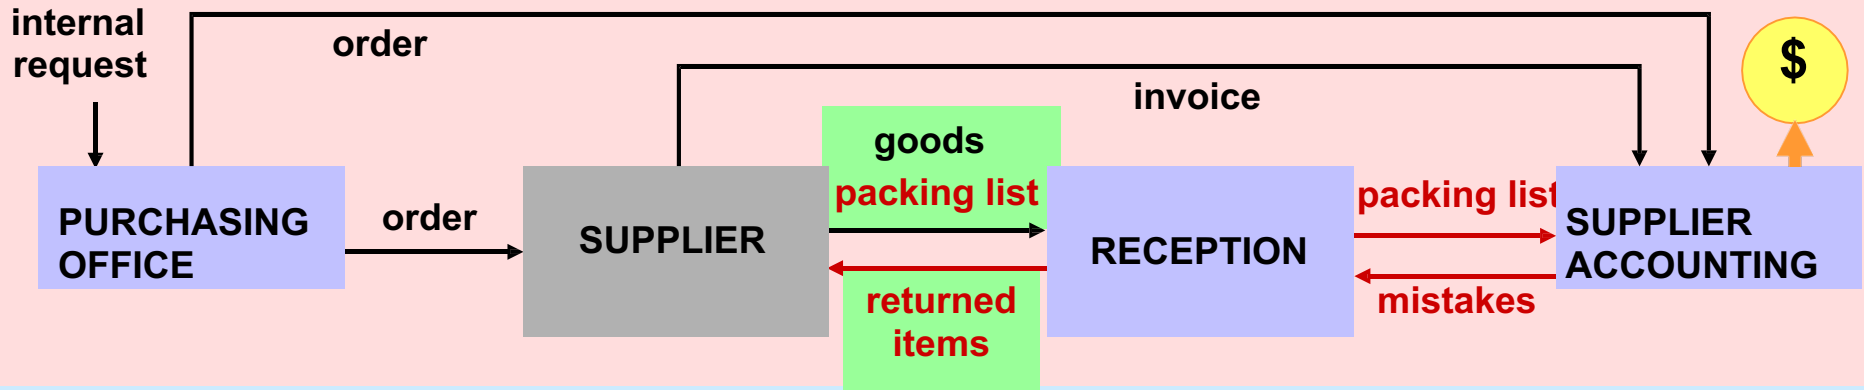 internal
request
order
invoice
$
goods
packing list
packing list
PURCHASING
OFFICE
order
SUPPLIER
RECEPTION
SUPPLIER
ACCOUNTING
returned
items
mistakes